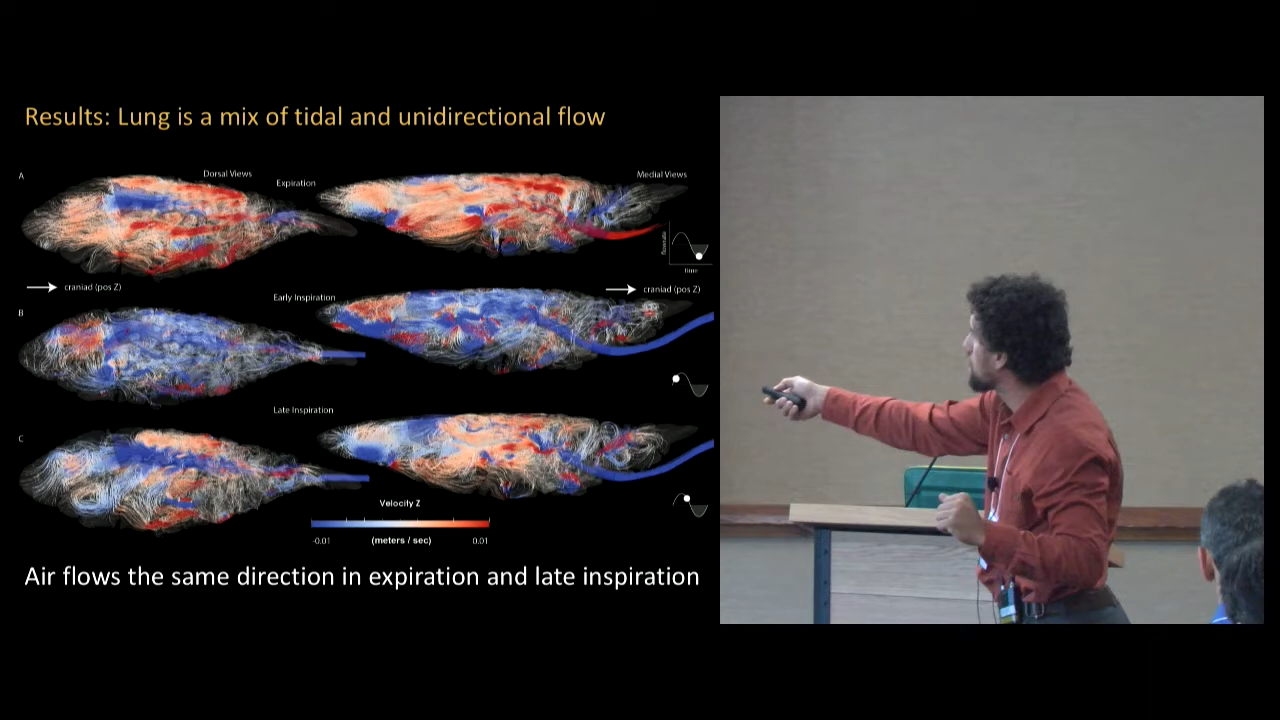 Results: Lung is a mix of tidal and unidirectional flow
A
Dorsal Views
Expiration
Medial Views
flowrate
time
craniad (pos Z)
craniad (pos Z)
B
Early Inspiration
Late Inspiration
C
Velocity Z
-0.01
(meters / sec)
0.01
Air flows the same direction in expiration and late inspiration